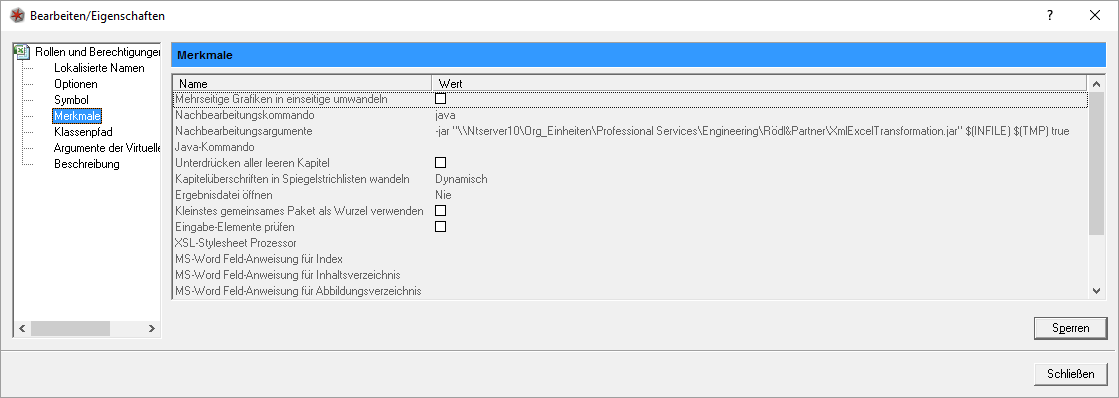 Bearbeiten/Eigenschaften
?
Rollen und Berechtigungen
Lokalisierte Namen
Optionen
Symbol
Merkmale
Klassenpfad
Argumente der Virtuelle
Beschreibung
Merkmale
Name Wert
Mehrseitige Grafiken in einseitige umwandeln
Nachbearbeitungskommando java
Nachbearbeitungsargumente -jar "\\Ntserver10\Org_Einheiten\Professional Services\Engineering\Rödl&Partner\XmlExcelTransformation.jar" $(INFILE) $(TMP) true
Java-Kommando
Unterdrücken aller leeren Kapitel
Kapitelüberschriften in Spiegelstrichlisten wandeln Dynamisch
Ergebnisdatei öffnen Nie
Kleinstes gemeinsames Paket als Wurzel verwenden
Eingabe-Elemente prüfen
XSL-Stylesheet Prozessor
MS-Word Feld-Anweisung für Index
MS-Word Feld-Anweisung für Inhaltsverzeichnis
MS-Word Feld-Anweisung für Abbildungsverzeichnis
Sperren
Schließen